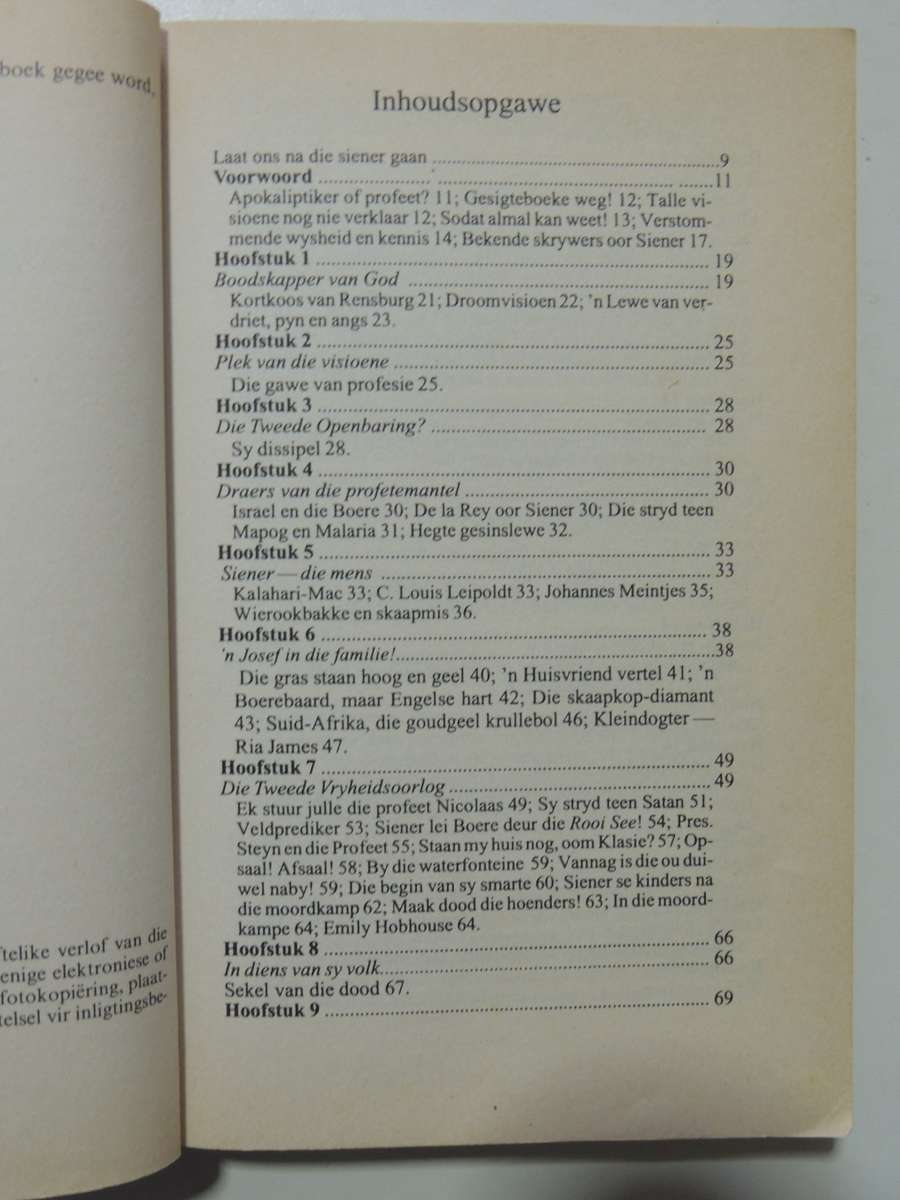 boek gegee word,
telike verlof van die
enige elektroniese of
fotokopiëring, plaat-
telsel vir inligtingsbe-
Inhoudsopgawe
Laat ons na die siener gaan ................................................9
Voorwoord .................... ........................................ ......11
Apokaliptiker of profeet? 11; Gesigteboeke weg! 12; Talle vi-
sioene nog nie verklaar 12; Sodat almal kan weet! 13; Verstom-
mende wysheid en kennis 14; Bekende skrywers oor Siener 17.
Hoofstuk 1 ................................................................ 19
Boodskapper van God .................................................. 19
Kortkoos van Rensburg 21; Droomvisioen 22; 'n Lewe van ver-
driet, pyn en angs 23.
Hoofstuk 2 ................................................................ 25
Plek van die visioene .................................................... 25
Die gawe van profesie 25.
Hoofstuk 3 ................................................................ 28
Die Tweede Openbaring? .............................................. 28
Sy dissipel 28.
Hoofstuk 4 ................................................................ 30
Draers van die profetemantel ......................................... 30
Israel en die Boere 30; De la Rey oor Siener 30; Die stryd teen
Mapog en Malaria 31; Hegte gesinslewe 32.
Hoofstuk 5 ................................................................ 33
Siener — die mens ....................................................... 33
Kalahari-Mac 33; C. Louis Leipoldt 33; Johannes Meintjes 35;
Wierookbakke en skaapmis 36.
Hoofstuk 6 ................................................................ 38
'n Josef in die familie!.....................................................38
Die gras staan hoog en geel 40; 'n Huisvriend vertel 41; 'n
Boerebaard, maar Engelse hart 42; Die skaapkop-diamant
43; Suid-Afrika, die goudgeel krullebol 46; Kleindogter —
Ria James 47.
Hoofstuk 7 ................................................................ 49
Die Tweede Vryheidsoorlog ........................................... 49
Ek stuur julle die profeet Nicolaas 49; Sy stryd teen Satan 51;
Veldprediker 53; Siener lei Boere deur die Rooi See! 54; Pres.
Steyn en die Profeet 55; Staan my huis nog, oom Klasie? 57; Op-
saal! Afsaal! 58; By die waterfonteine 59; Vannag is die ou dui-
wel naby! 59; Die begin van sy smarte 60; Siener se kinders na
die moordkamp 62; Maak dood die hoenders! 63; In die moord-
kampe 64; Emily Hobhouse 64.
Hoofstuk 8 ................................................................ 66
In diens van sy volk....................................................... 66
Sekel van die dood 67.
Hoofstuk 9 ................................................................ 69